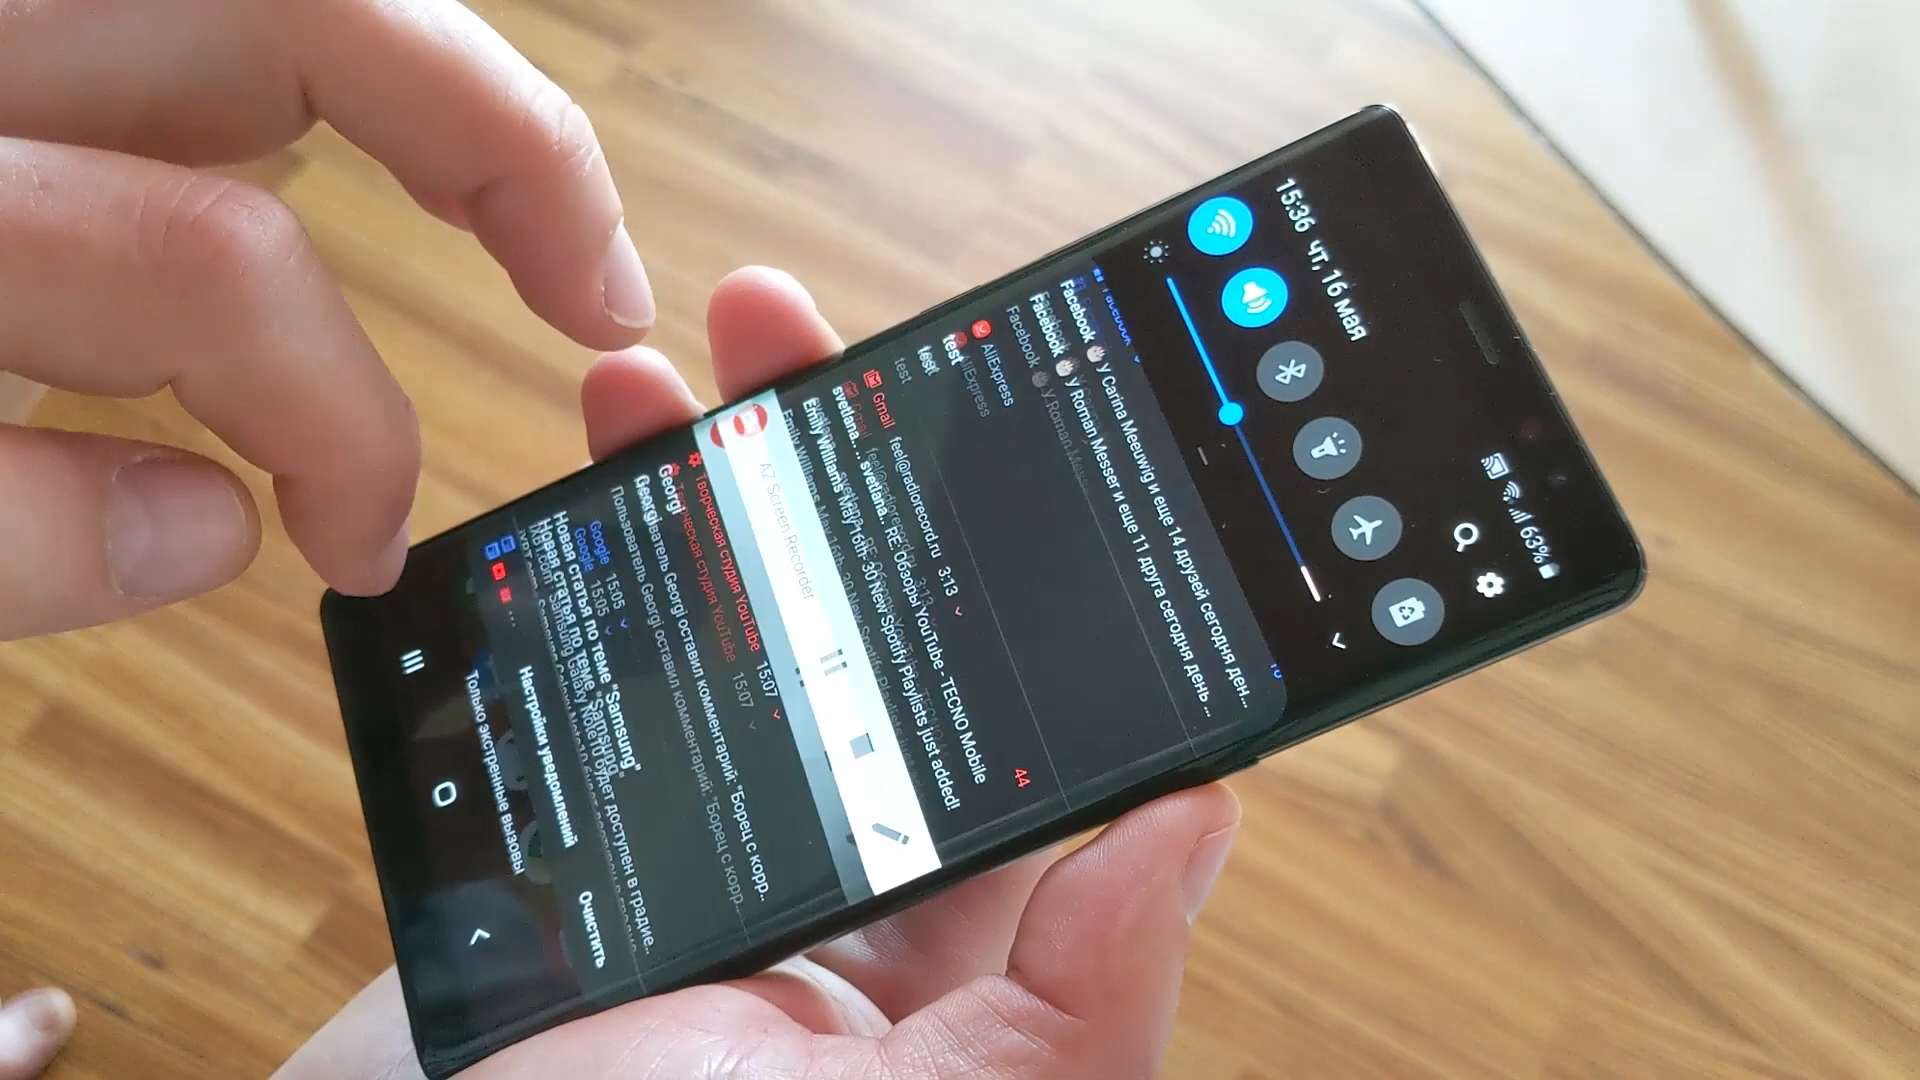 15:36 чт, 16 мая
63%
Facebook
Facebook у Carina Meeuwig и еще 14 друзей сегодня ден...
Facebook у Roman Messer и еще 11 друга сегодня день ...
AliExpress
test
test
Gmail feel@radiorecord.ru 3:13
svetlana... RE: Обзоры YouTube - TECNO Mobile
Emily Williams May 16th: 30 New Spotify Playlists just added!
44
AZ Screen Recorder
Творческая студия YouTube 15:07
Georgi
Пользователь Georgi оставил комментарий: "Борец с корр...
Google 15:05
Новая статья по теме "Samsung"
Настройки уведомлений
Очистить
Только экстренные вызовы